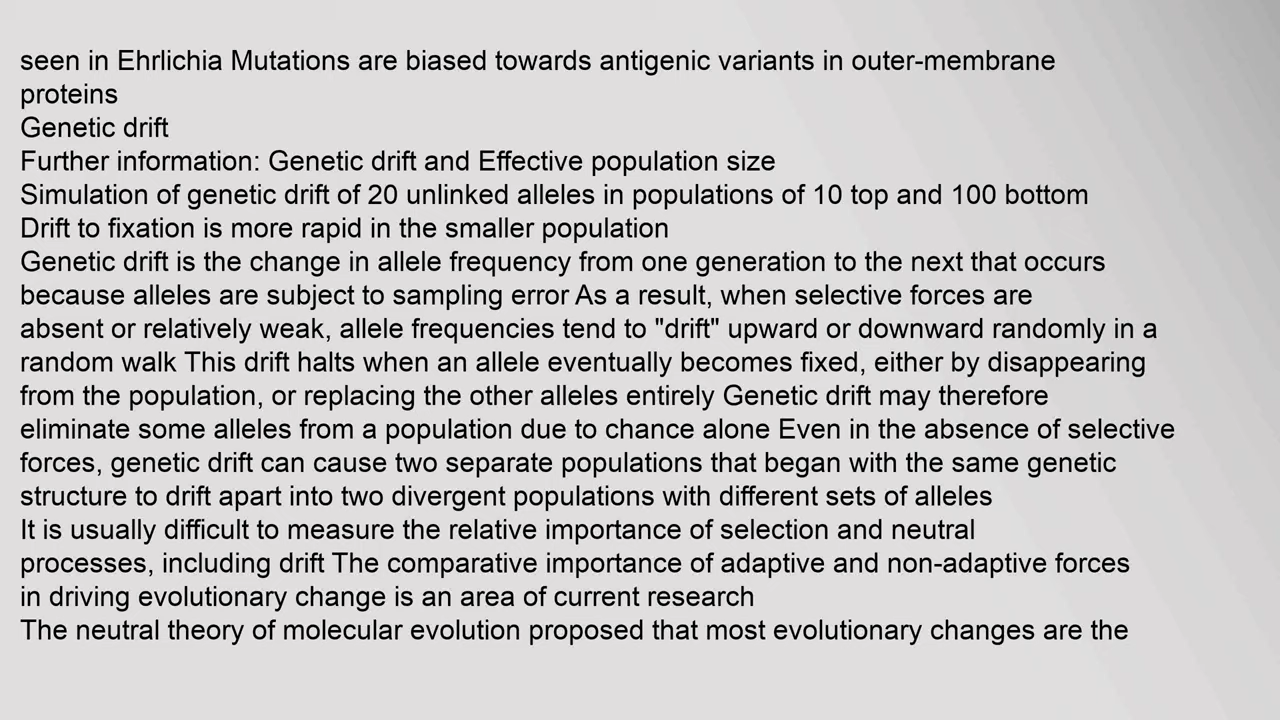 seen in Ehrlichia Mutations are biased towards antigenic variants in outer-membrane
proteins
Genetic drift
Further information: Genetic drift and Effective population size
Simulation of genetic drift of 20 unlinked alleles in populations of 10 top and 100 bottom
Drift to fixation is more rapid in the smaller population
Genetic drift is the change in allele frequency from one generation to the next that occurs
because alleles are subject to sampling error As a result, when selective forces are
absent or relatively weak, allele frequencies tend to "drift" upward or downward randomly in a
random walk This drift halts when an allele eventually becomes fixed, either by disappearing
from the population, or replacing the other alleles entirely Genetic drift may therefore
eliminate some alleles from a population due to chance alone Even in the absence of selective
forces, genetic drift can cause two separate populations that began with the same genetic
structure to drift apart into two divergent populations with different sets of alleles
It is usually difficult to measure the relative importance of selection and neutral
processes, including drift The comparative importance of adaptive and non-adaptive forces
in driving evolutionary change is an area of current research
The neutral theory of molecular evolution proposed that most evolutionary changes are the